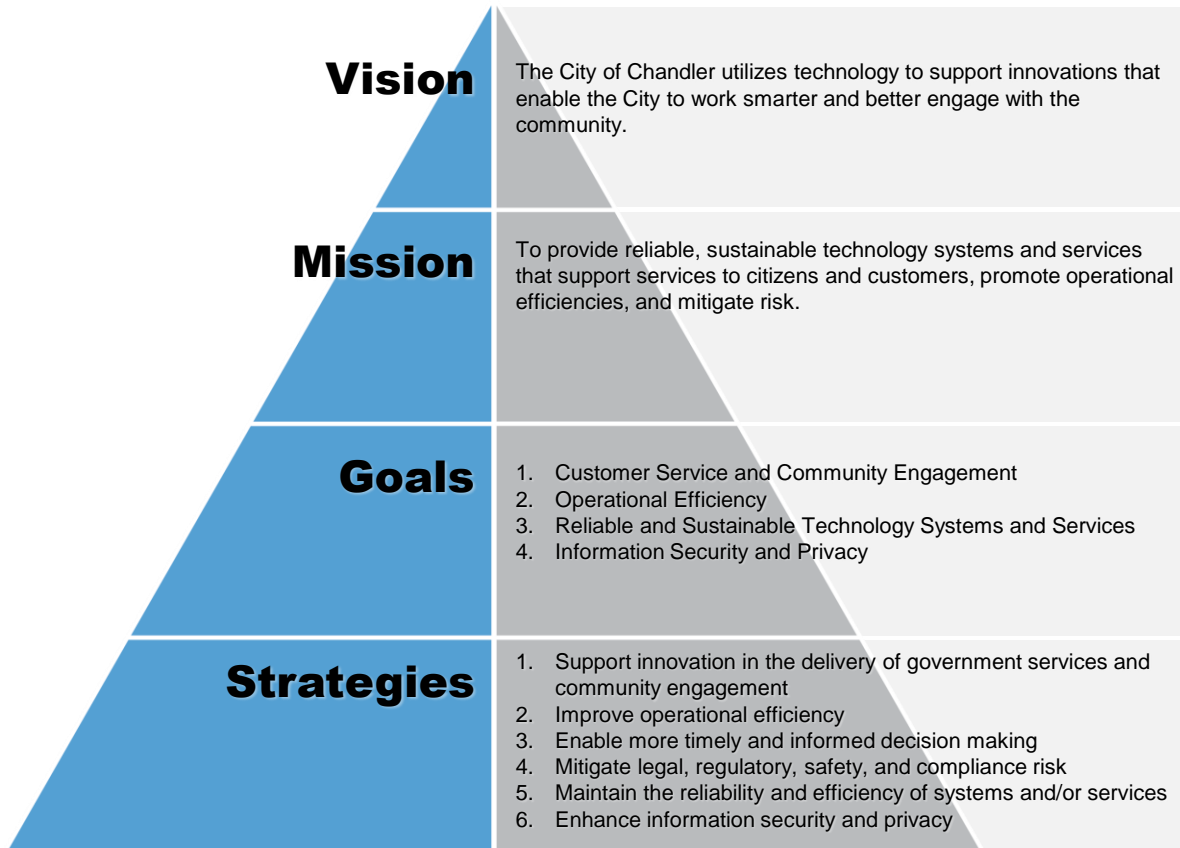 Vision
The City of Chandler utilizes technology to support innovations that
enable the City to work smarter and better engage with the
community.
Mission
To provide reliable, sustainable technology systems and services
that support services to citizens and customers, promote operational
efficiencies, and mitigate risk.
Goals
1. Customer Service and Community Engagement
2. Operational Efficiency
3. Reliable and Sustainable Technology Systems and Services
4. Information Security and Privacy
Strategies
1. Support innovation in the delivery of government services and
community engagement
2. Improve operational efficiency
3. Enable more timely and informed decision making
4. Mitigate legal, regulatory, safety, and compliance risk
5. Maintain the reliability and efficiency of systems and/or services
6. Enhance information security and privacy